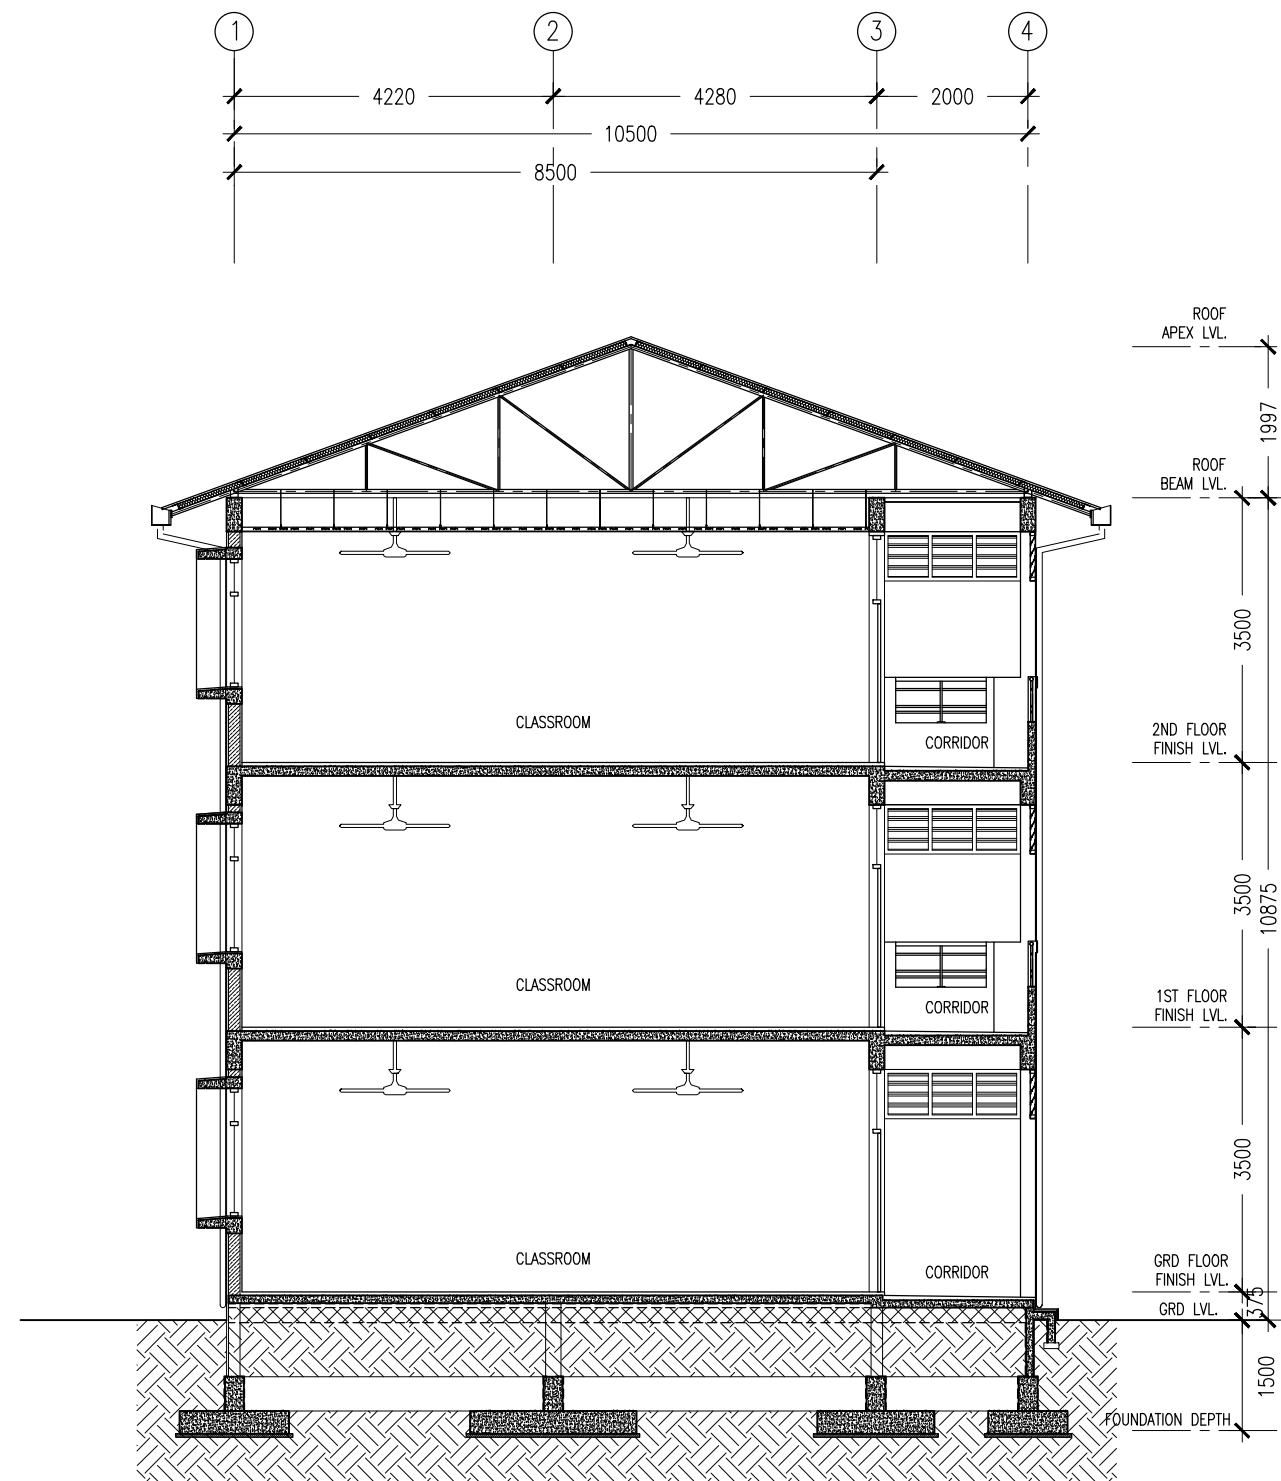 1 2 3 4
4220 4280 2000
10500
8500
ROOF
APEX LVL.
1997
ROOF
BEAM LVL.
3500
CLASSROOM
CORRIDOR
2ND FLOOR
FINISH LVL.
3500
10875
CLASSROOM
CORRIDOR
1ST FLOOR
FINISH LVL.
3500
CLASSROOM
CORRIDOR
GRD FLOOR
FINISH LVL.
375
GRD LVL.
1500
FOUNDATION DEPTH